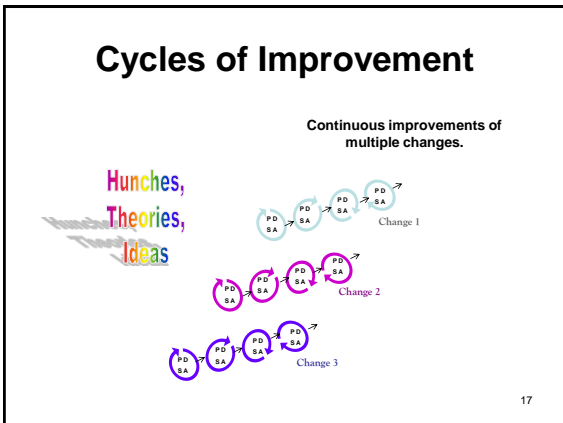 Cycles of Improvement
Continuous improvements of
multiple changes.
Hunches,
Theories,
Ideas
P D
S A
P D
S A
P D
S A
P D
S A
Change 1
P D
S A
P D
S A
P D
S A
P D
S A
Change 2
P D
S A
P D
S A
P D
S A
P D
S A
Change 3
17